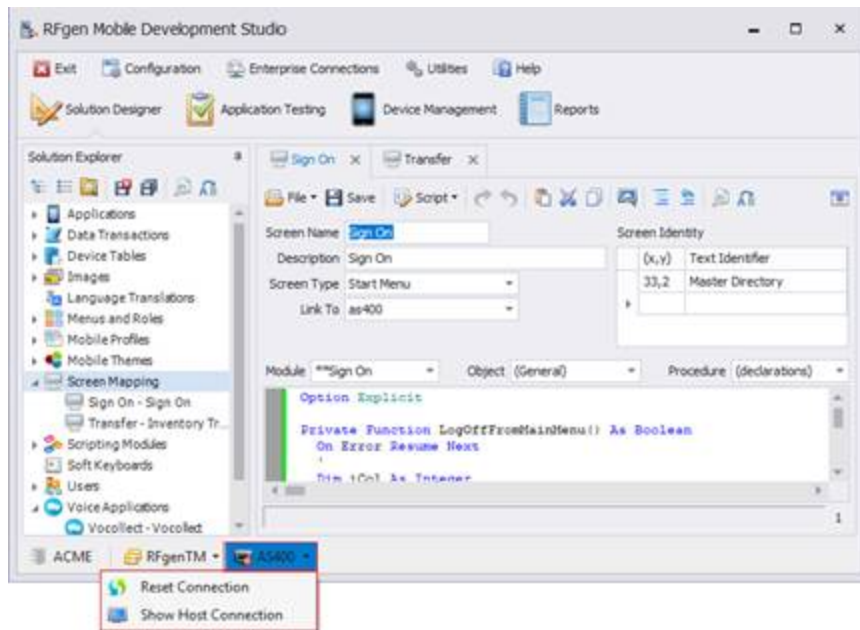 RFgen Mobile Development Studio
Exit Configuration Enterprise Connections Utilities Help
Solution Designer Application Testing Device Management Reports
Solution Explorer
Applications
Data Transactions
Device Tables
Images
Language Translations
Menus and Roles
Mobile Profiles
Mobile Themes
Screen Mapping
Sign On - Sign On
Transfer - Inventory Tr...
Scripting Modules
Soft Keyboards
Users
Voice Applications
Vocollect - Vocollect
Sign On Transfer
File Save Script
Screen Name Sign On
Description Sign On
Screen Type Start Menu
Link To as400
Screen Identity
(x,y) Text Identifier
33,2 Master Directory
Module **Sign On Object (General) Procedure (declarations)
Option Explicit
Private Function LogOffFromMainMenu() As Boolean
On Error Resume Next
'
Dim iCol As Integer
1
ACME RFgenTM AS400
Reset Connection
Show Host Connection